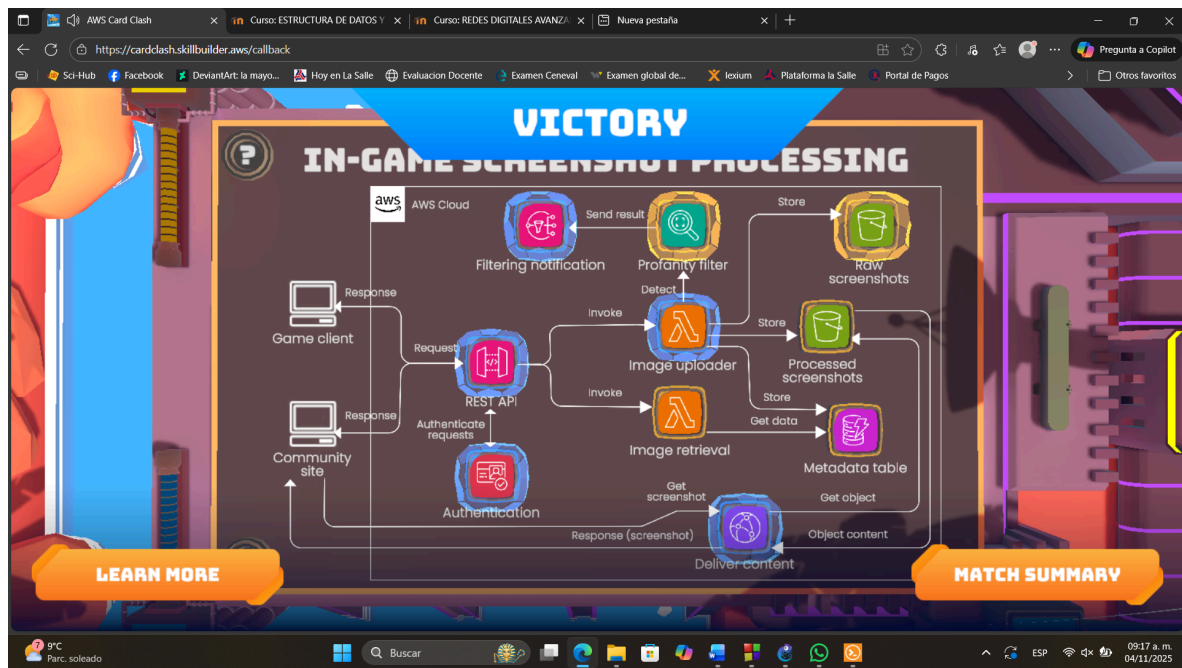 AWS Card Clash
Curso: ESTRUCTURA DE DATOS Y
Curso: REDES DIGITALES AVANZA
Nueva pestaña
https://cardclash.skillbuilder.aws/callback
Pregunta a Copilot
Sci-Hub
Facebook
DeviantArt: la mayo...
Hoy en La Salle
Evaluacion Docente
Examen Ceneval
Examen global de...
lexium
Plataforma la Salle
Portal de Pagos
Otros favoritos
VICTORY
?
IN-GAME SCREENSHOT PROCESSING
aws
AWS Cloud
Send result
Store
Filtering notification
Profanity filter
Raw
screenshots
Detect
Response
Game client
Invoke
Store
Request
Image uploader
Processed
screenshots
REST API
Invoke
Store
Get data
Response
Authenticate
requests
Image retrieval
Metadata table
Community
site
Authentication
Get
screenshot
Get object
Response (screenshot)
Object content
Deliver content
LEARN MORE
MATCH SUMMARY
7
9°C
Parc. soleado
Buscar
ESP
09:17 a. m.
04/11/2025